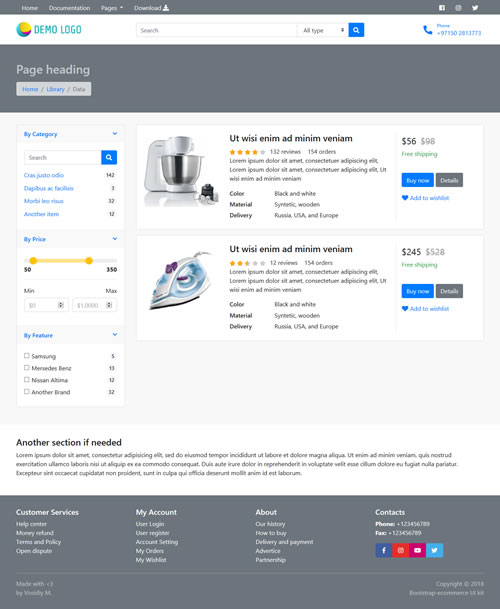 Home Documentation Pages Download
DEMO LOGO
Search All type
Phone
+97150 2813773
Page heading
Home / Library / Data
By Category
Search
Cras justo odio 142
Dapibus ac facilisis 3
Morbi leo risus 32
Another item 12
By Price
50 350
Min Max
$0 $1,0000
By Feature
Samsung 5
Mersedes Benz 13
Nissan Altima 12
Another Brand 32
Ut wisi enim ad minim veniam
132 reviews 154 orders
Lorem ipsum dolor sit amet, consectetuer adipiscing elit,
Lorem ipsum dolor sit amet, consectetuer adipiscing elit, Ut
wisi enim ad minim veniam
Color Black and white
Material Syntetic, wooden
Delivery Russia, USA, and Europe
$56 $98
Free shipping
Buy now Details
Add to wishlist
Ut wisi enim ad minim veniam
12 reviews 154 orders
Lorem ipsum dolor sit amet, consectetuer adipiscing elit,
Lorem ipsum dolor sit amet, consectetuer adipiscing elit, Ut
wisi enim ad minim veniam
Color Black and white
Material Syntetic, wooden
Delivery Russia, USA, and Europe
$245 $528
Free shipping
Buy now Details
Add to wishlist
Another section if needed
Lorem ipsum dolor sit amet, consectetur adipisicing elit, sed do eiusmod tempor incididunt ut labore et dolore magna aliqua. Ut enim ad minim veniam, quis nostrud
exercitation ullamco laboris nisi ut aliquip ex ea commodo consequat. Duis aute irure dolor in reprehenderit in voluptate velit esse cillum dolore eu fugiat nulla pariatur.
Excepteur sint occaecat cupidatat non proident, sunt in culpa qui officia deserunt mollit anim id est laborum.
Customer Services
Help center
Money refund
Terms and Policy
Open dispute
My Account
User Login
User register
Account Setting
My Orders
My Wishlist
About
Our history
How to buy
Delivery and payment
Advertice
Partnership
Contacts
Phone: +123456789
Fax: +123456789
Made with <3
by Vosidiy M.
Copyright © 2018
Bootstrap-ecommerce UI kit